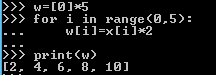 >>> w=[0]*5
>>> for i in range(0,5):
...     w[i]=x[i]*2
...
>>> print(w)
[2, 4, 6, 8, 10]